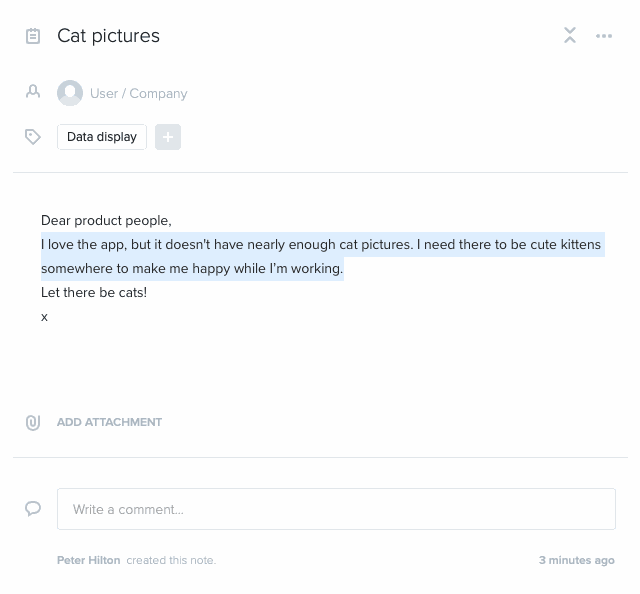 Cat pictures
User / Company
Data display
Dear product people,
I love the app, but it doesn't have nearly enough cat pictures. I need there to be cute kittens
somewhere to make me happy while I'm working.
Let there be cats!
x
ADD ATTACHMENT
Write a comment...
Peter Hilton created this note.
3 minutes ago